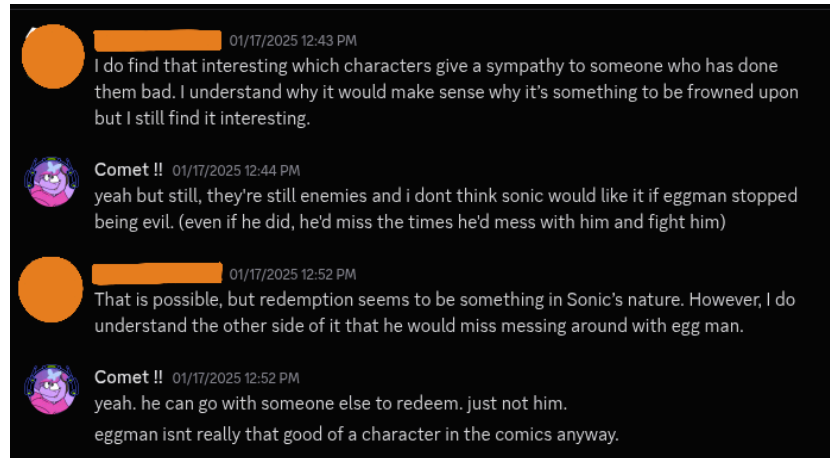 01/17/2025 12:43 PM
I do find that interesting which characters give a sympathy to someone who has done
them bad. I understand why it would make sense why it's something to be frowned upon
but I still find it interesting.
Comet !! 01/17/2025 12:44 PM
yeah but still, they're still enemies and i dont think sonic would like it if eggman stopped
being evil. (even if he did, he'd miss the times he'd mess with him and fight him)
01/17/2025 12:52 PM
That is possible, but redemption seems to be something in Sonic's nature. However, I do
understand the other side of it that he would miss messing around with egg man.
Comet !! 01/17/2025 12:52 PM
yeah. he can go with someone else to redeem. just not him.
eggman isnt really that good of a character in the comics anyway.